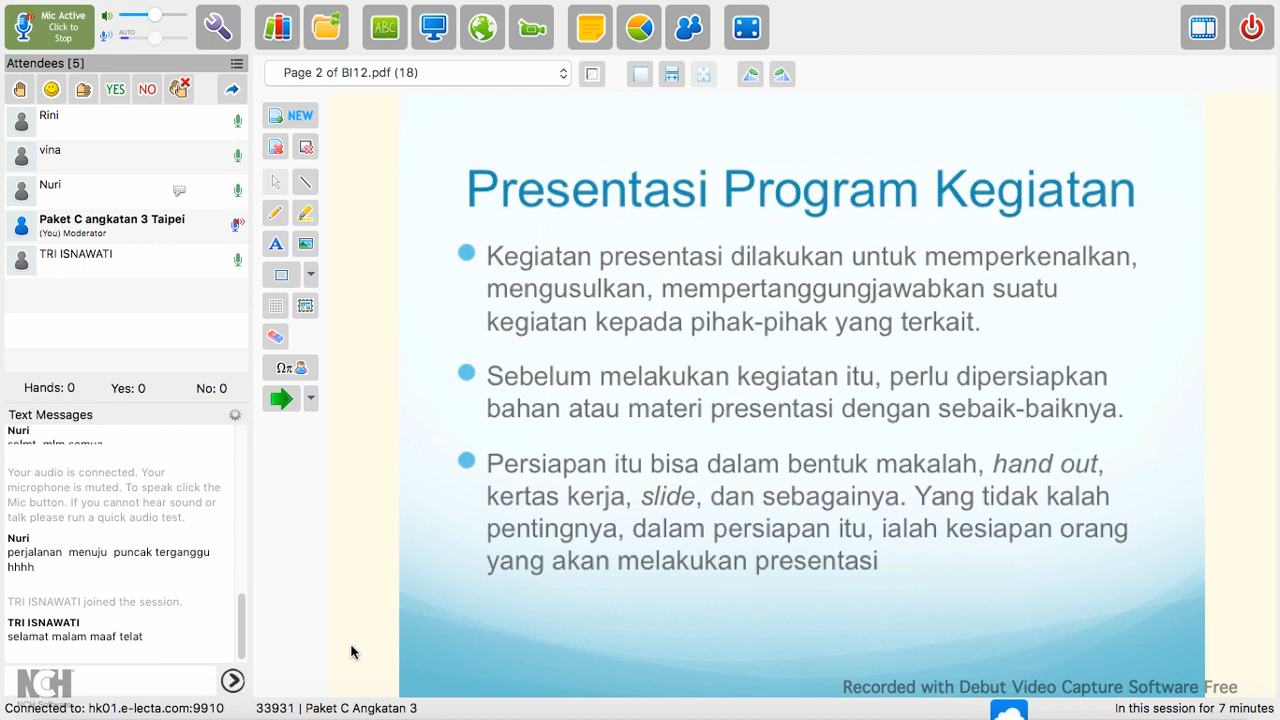 Mic Active
Click to
Stop
AUTO
ABC
Attendees [5]
YES
NO
Rini
vina
Nuri
Paket C angkatan 3 Taipei
(You) Moderator
TRI ISNAWATI
Hands: 0 Yes: 0 No: 0
Text Messages
Nuri
Your audio is connected. Your
microphone is muted. To speak click the
Mic button. If you cannot hear sound or
talk please run a quick audio test.
Nuri
perjalanan menuju puncak terganggu
hhhh
TRI ISNAWATI joined the session.
TRI ISNAWATI
selamat malam maaf telat
NCH
NCH Software
Page 2 of BI12.pdf (18)
NEW
A
Ωπ
Presentasi Program Kegiatan
Kegiatan presentasi dilakukan untuk memperkenalkan,
mengusulkan, mempertanggungjawabkan suatu
kegiatan kepada pihak-pihak yang terkait.
Sebelum melakukan kegiatan itu, perlu dipersiapkan
bahan atau materi presentasi dengan sebaik-baiknya.
Persiapan itu bisa dalam bentuk makalah, hand out,
kertas kerja, slide, dan sebagainya. Yang tidak kalah
pentingnya, dalam persiapan itu, ialah kesiapan orang
yang akan melakukan presentasi
Recorded with Debut Video Capture Software Free
Connected to: hk01.e-lecta.com:9910 33931 | Paket C Angkatan 3 In this session for 7 minutes